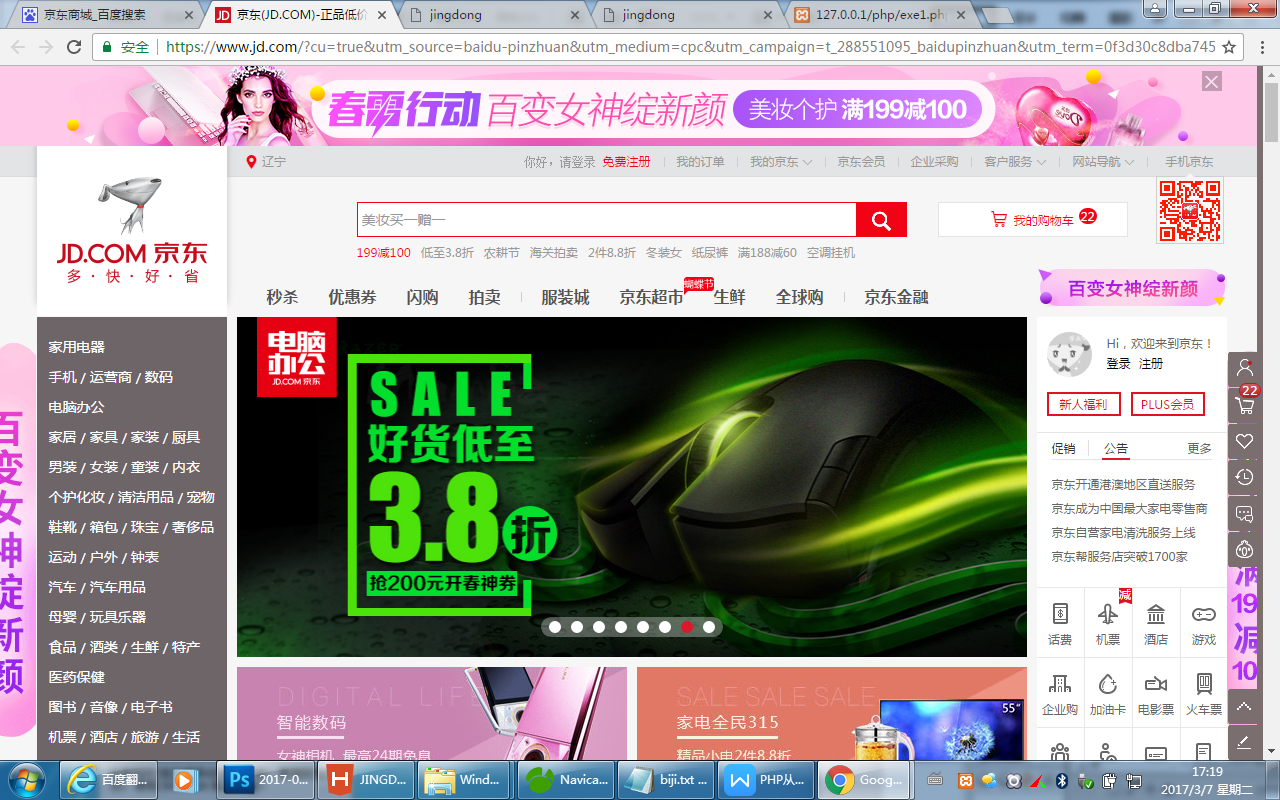 京东商城_百度搜索
京东(JD.COM)-正品低价
jingdong
jingdong
127.0.0.1/php/exe1.ph
安全
https://www.jd.com/?cu=true&utm_source=baidu-pinzhuan&utm_medium=cpc&utm_campaign=t_288551095_baidupinzhuan&utm_term=0f3d30c8dba745
春雳行动 百变女神绽新颜 美妆个护 满199减100
辽宁
你好，请登录 免费注册 我的订单 我的京东 京东会员 企业采购 客户服务 网站导航 手机京东
JD.COM 京东
多·快·好·省
美妆买一赠一
我的购物车 22
199减100 低至3.8折 农耕节 海关拍卖 2件8.8折 冬装女 纸尿裤 满188减60 空调挂机
秒杀 优惠券 闪购 拍卖 服装城 京东超市 蝴蝶节 生鲜 全球购 京东金融
百变女神绽新颜
家用电器
手机 / 运营商 / 数码
电脑办公
家居 / 家具 / 家装 / 厨具
男装 / 女装 / 童装 / 内衣
个护化妆 / 清洁用品 / 宠物
鞋靴 / 箱包 / 珠宝 / 奢侈品
运动 / 户外 / 钟表
汽车 / 汽车用品
母婴 / 玩具乐器
食品 / 酒类 / 生鲜 / 特产
医药保健
图书 / 音像 / 电子书
机票 / 酒店 / 旅游 / 生活
百变女神绽新颜
电脑
办公
JD.COM 京东
SALE
好货低至
3.8折
抢200元开春神券
Hi，欢迎来到京东！
登录 注册
新人福利 PLUS会员
促销 公告 更多
京东开通港澳地区直送服务
京东成为中国最大家电零售商
京东自营家电清洗服务上线
京东帮服务店突破1700家
减
话费 机票 酒店 游戏
企业购 加油卡 电影票 火车票
22
满
19
减
10
DIGITAL LIFE
智能数码
女神相机 最高24期免息
SALE SALE SALE
家电全民315
精品小电2件8.8折
55"
百度翻...
2017-0...
JINGD...
Wind...
Navica...
biji.txt ...
PHP从...
Goog...
17:19
2017/3/7 星期二